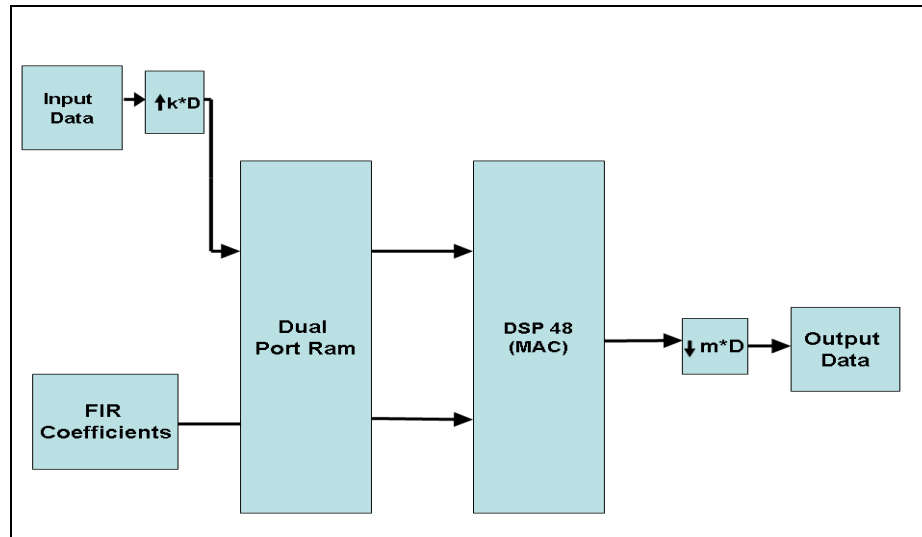 Input
Data
↑k*D
Dual
Port Ram
DSP 48
(MAC)
↓ m*D
Output
Data
FIR
Coefficients